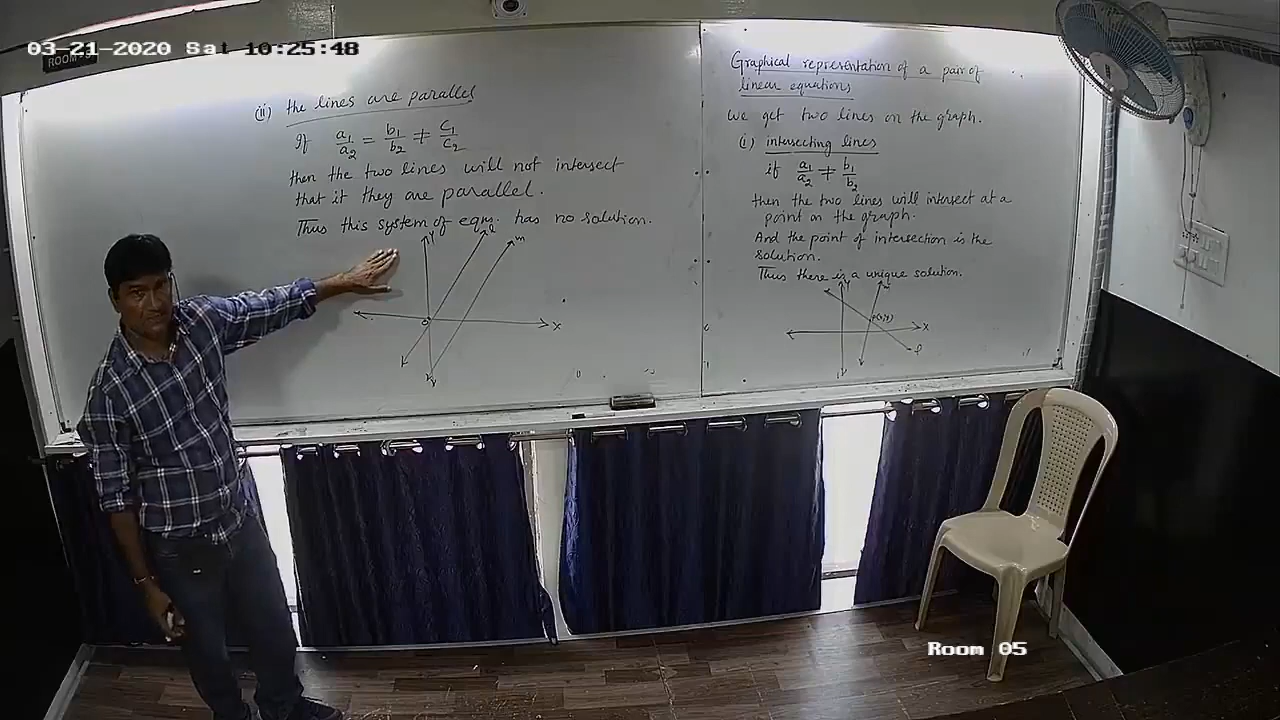 03-21-2020 Sat 10:25:48
ROOM-5
(ii) the lines are parallel
If a1/a2 = b1/b2 ≠ c1/c2
then the two lines will not intersect
that it they are parallel.
Thus this system of eqns. has no solution.
Y
l
m
O
X
Graphical representation of a pair of
linear equations
We get two lines on the graph.
(i) intersecting lines
if a1/a2 ≠ b1/b2
then the two lines will intersect at a
point on the graph.
And the point of intersection is the
solution.
Thus there is a unique solution.
Y
P(x,y)
X
Room 05